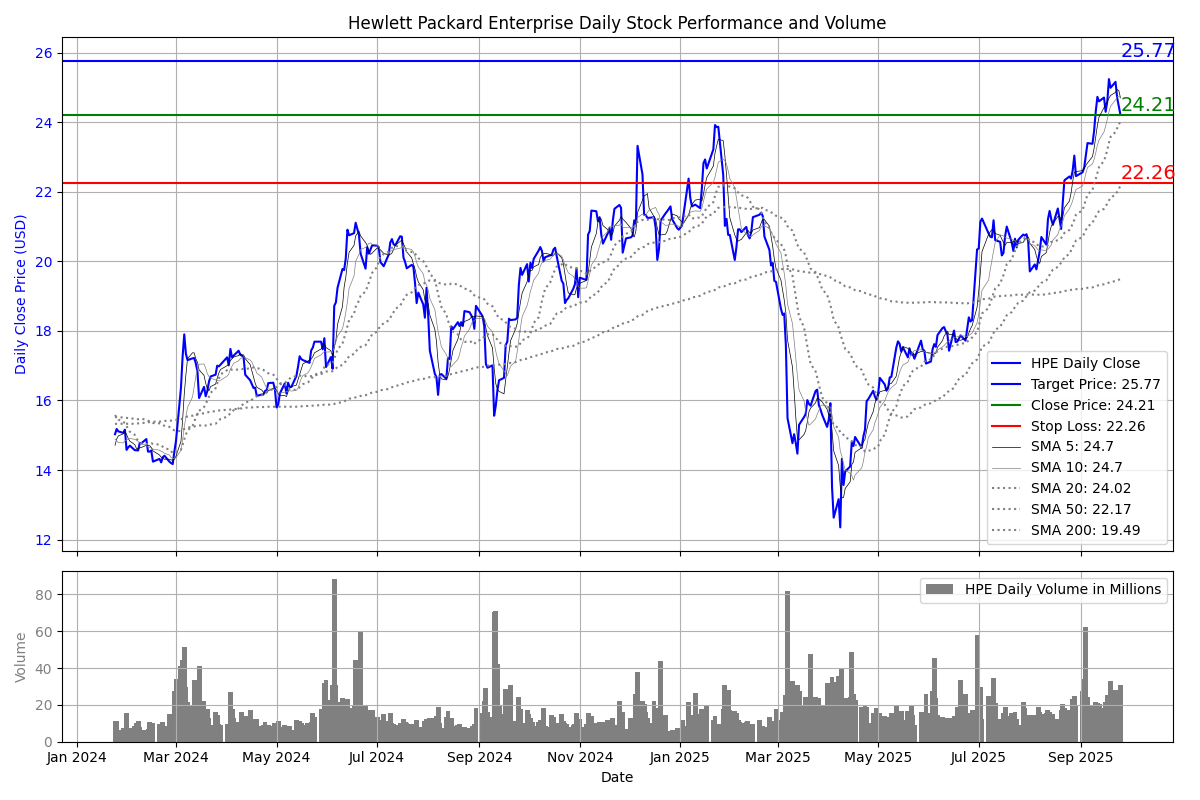 Hewlett Packard Enterprise Daily Stock Performance and Volume
Daily Close Price (USD)
26
24
22
20
18
16
14
12
25.77
24.21
22.26
HPE Daily Close
Target Price: 25.77
Close Price: 24.21
Stop Loss: 22.26
SMA 5: 24.7
SMA 10: 24.7
SMA 20: 24.02
SMA 50: 22.17
SMA 200: 19.49
Volume
80
60
40
20
0
HPE Daily Volume in Millions
Jan 2024 Mar 2024 May 2024 Jul 2024 Sep 2024 Nov 2024 Jan 2025 Mar 2025 May 2025 Jul 2025 Sep 2025
Date